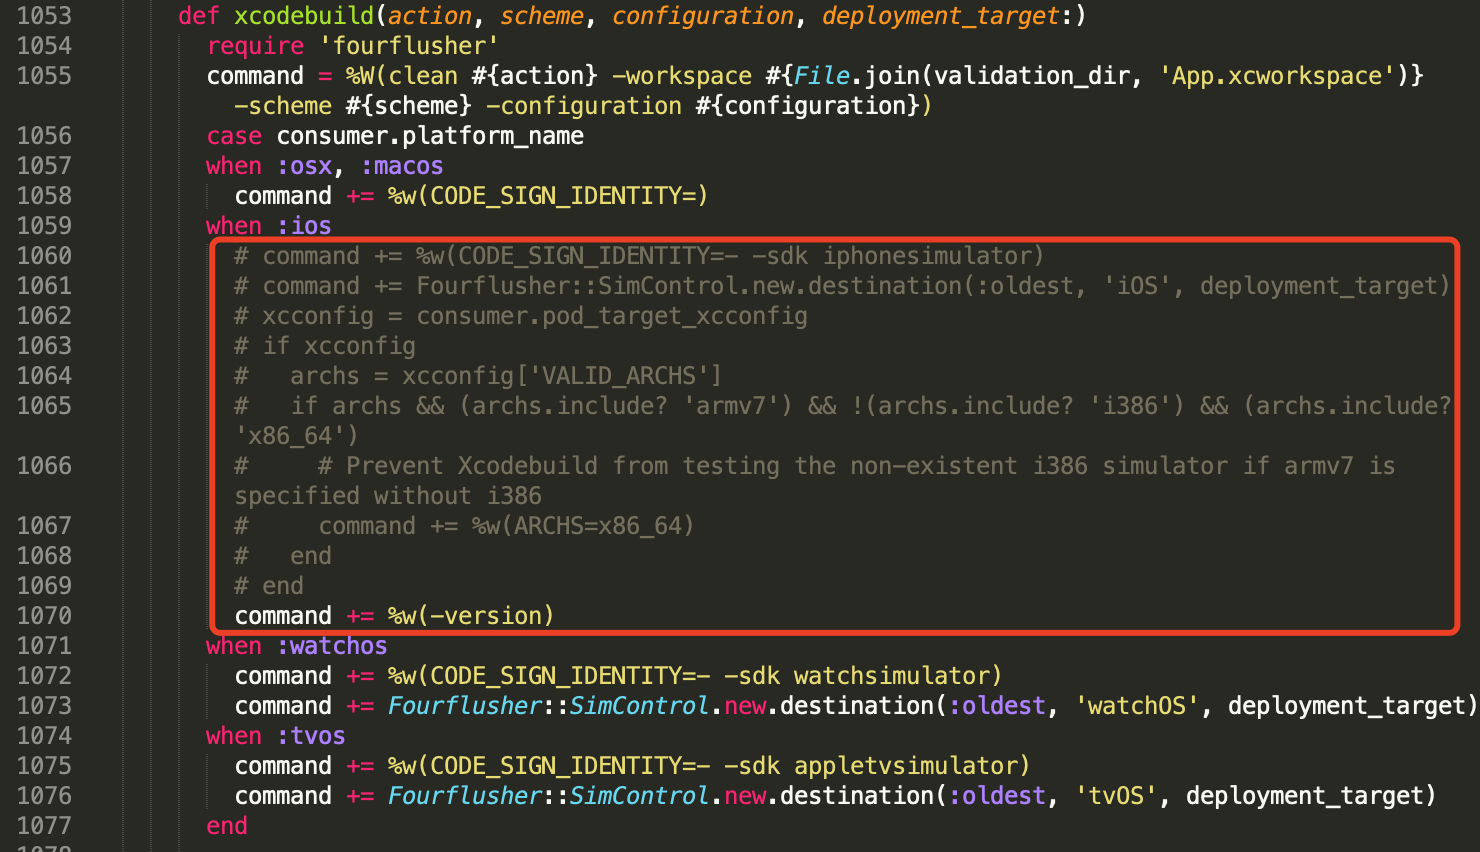 1053 def xcodebuild(action, scheme, configuration, deployment_target:)
1054 require 'fourflusher'
1055 command = %W(clean #{action} -workspace #{File.join(validation_dir, 'App.xcworkspace')}
-scheme #{scheme} -configuration #{configuration})
1056 case consumer.platform_name
1057 when :osx, :macos
1058 command += %w(CODE_SIGN_IDENTITY=)
1059 when :ios
1060 # command += %w(CODE_SIGN_IDENTITY=- -sdk iphonesimulator)
1061 # command += Fourflusher::SimControl.new.destination(:oldest, 'iOS', deployment_target)
1062 # xcconfig = consumer.pod_target_xcconfig
1063 # if xcconfig
1064 #   archs = xcconfig['VALID_ARCHS']
1065 #   if archs && (archs.include? 'armv7') && !(archs.include? 'i386') && (archs.include?
'x86_64')
1066 #     # Prevent Xcodebuild from testing the non-existent i386 simulator if armv7 is
specified without i386
1067 #     command += %w(ARCHS=x86_64)
1068 #   end
1069 # end
1070 command += %w(-version)
1071 when :watchos
1072 command += %w(CODE_SIGN_IDENTITY=- -sdk watchsimulator)
1073 command += Fourflusher::SimControl.new.destination(:oldest, 'watchOS', deployment_target)
1074 when :tvos
1075 command += %w(CODE_SIGN_IDENTITY=- -sdk appletvsimulator)
1076 command += Fourflusher::SimControl.new.destination(:oldest, 'tvOS', deployment_target)
1077 end